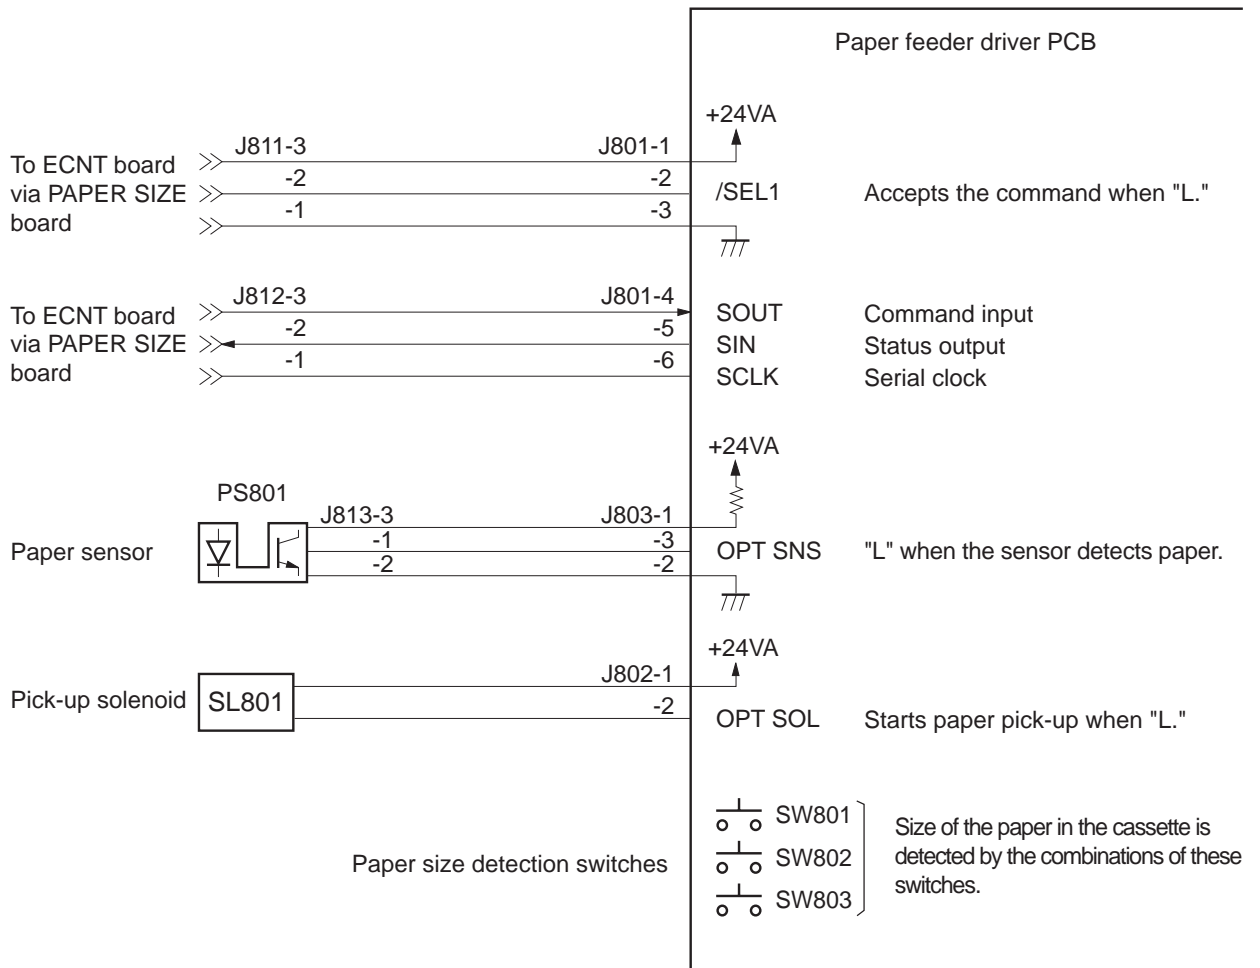 Paper feeder driver PCB
+24VA
J811-3 J801-1
To ECNT board
via PAPER SIZE
board
-2 -2
/SEL1 Accepts the command when "L."
-1 -3
J812-3 J801-4
To ECNT board
via PAPER SIZE
board
SOUT Command input
-2 -5
SIN Status output
-1 -6
SCLK Serial clock
+24VA
PS801
J813-3 J803-1
Paper sensor
-1 -3
OPT SNS "L" when the sensor detects paper.
-2 -2
+24VA
J802-1
Pick-up solenoid SL801
-2
OPT SOL Starts paper pick-up when "L."
SW801
SW802
SW803
Size of the paper in the cassette is
detected by the combinations of these
switches.
Paper size detection switches